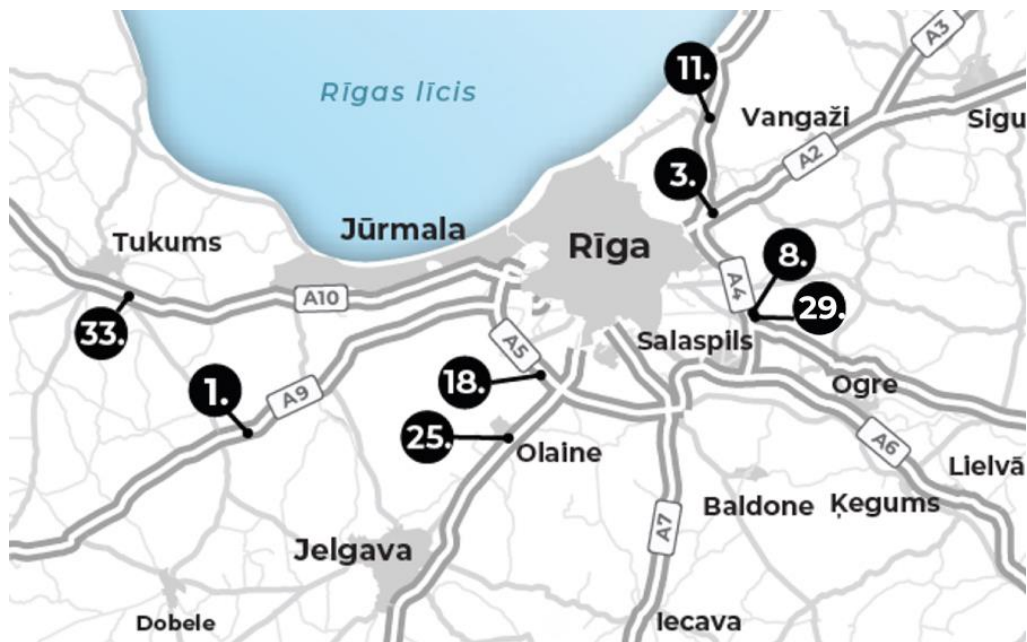 A3
11.
Rīgas līcis
Vangaži
Sigu
A2
3.
Jūrmala
Tukums
Rīga
8.
A4
A10
29.
33.
A5
Salaspils
18.
Ogre
1.
A9
25.
Olaine
A6
Lielvā
Baldone
Ķegums
A7
Jelgava
Dobele
Iecava